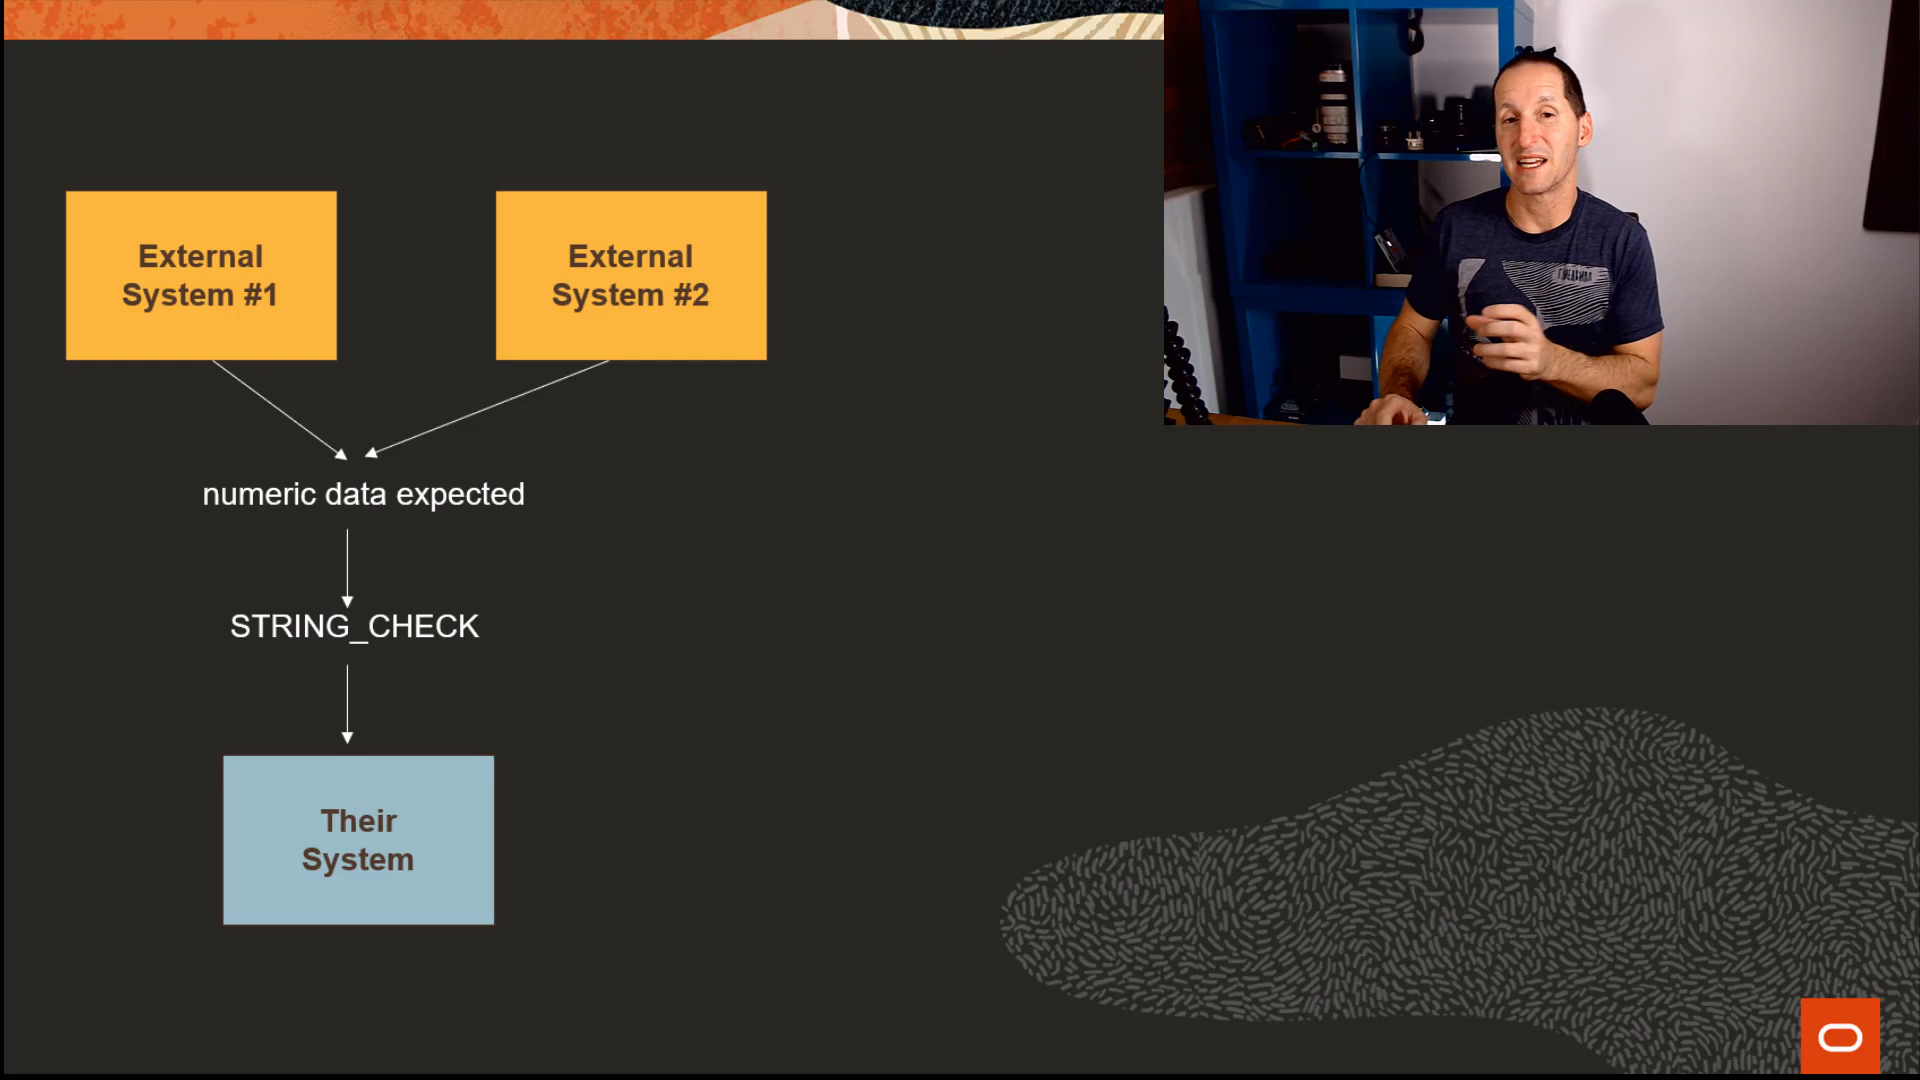 External
System #1
External
System #2
numeric data expected
STRING_CHECK
Their
System